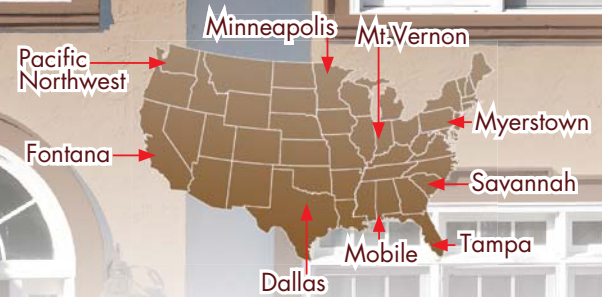 Minneapolis
Mt.Vernon
Pacific
Northwest
Myerstown
Fontana
Savannah
Tampa
Mobile
Dallas